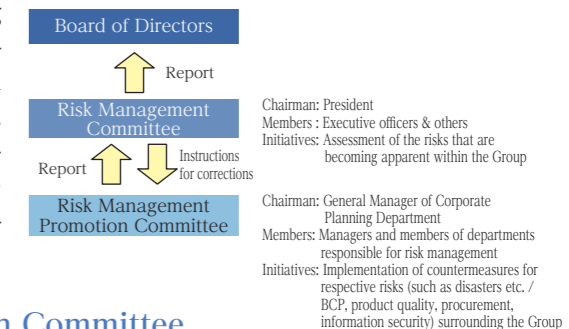 Board of Directors
Report
Risk Management
Committee
Chairman: President
Members : Executive officers & others
Initiatives: Assessment of the risks that are
becoming apparent within the Group
Report
Instructions
for corrections
Risk Management
Promotion Committee
Chairman: General Manager of Corporate
Planning Department
Members: Managers and members of departments
responsible for risk management
Initiatives: Implementation of countermeasures for
respective risks (such as disasters etc. /
BCP, product quality, procurement,
information security) surrounding the Group
Committee